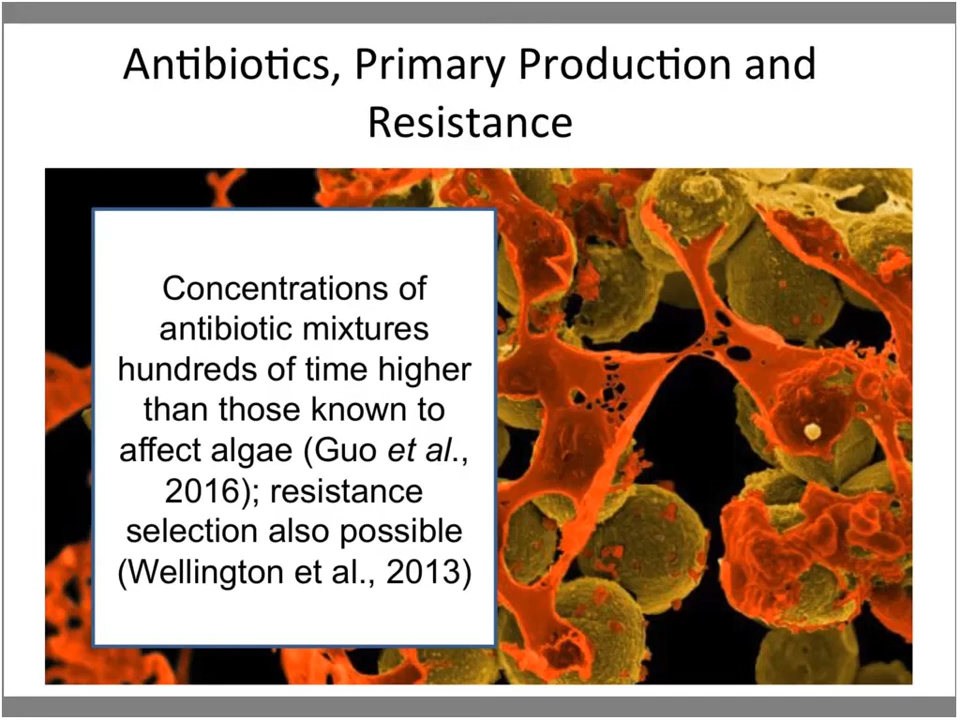 Antibiotics, Primary Production and
Resistance
Concentrations of
antibiotic mixtures
hundreds of time higher
than those known to
affect algae (Guo et al.,
2016); resistance
selection also possible
(Wellington et al., 2013)